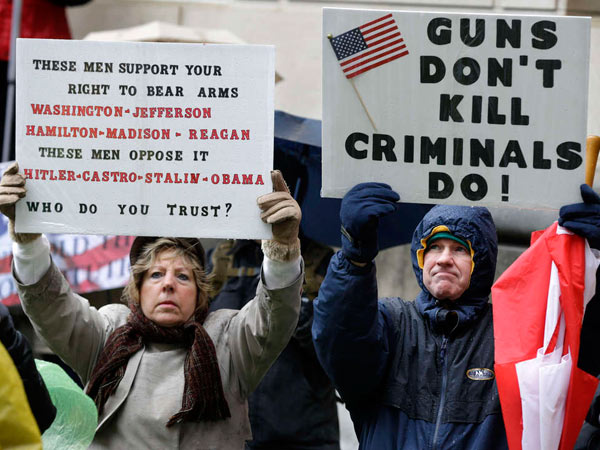 THESE MEN SUPPORT YOUR
RIGHT TO BEAR ARMS
WASHINGTON-JEFFERSON
HAMILTON-MADISON-REAGAN
THESE MEN OPPOSE IT
HITLER-CASTRO-STALIN-OBAMA
WHO DO YOU TRUST?
GUNS
DON'T
KILL
CRIMINALS
DO!